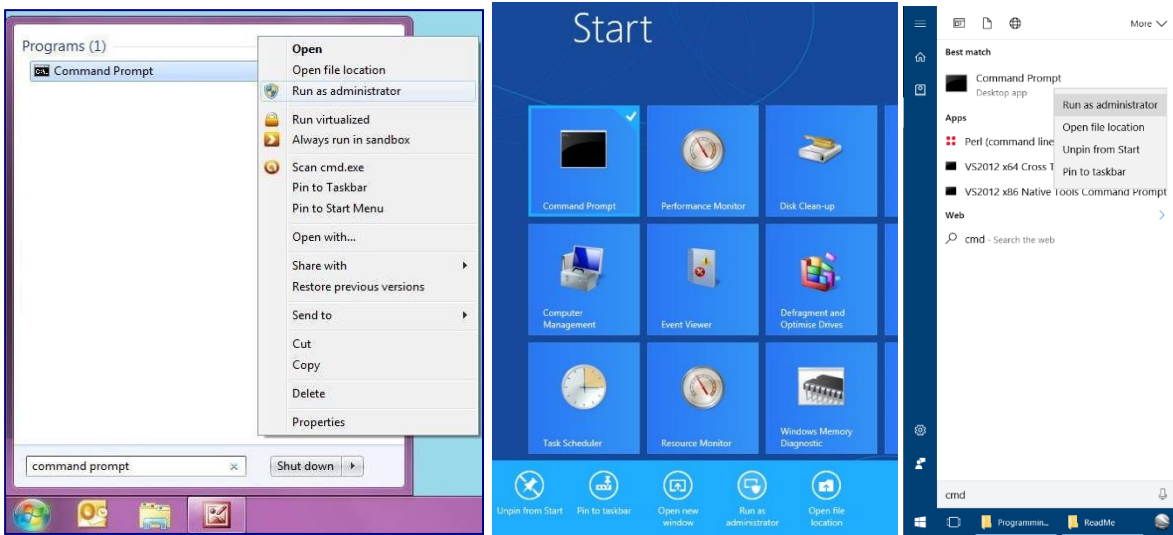 Programs (1)
Command Prompt
Open
Open file location
Run as administrator
Run virtualized
Always run in sandbox
Scan cmd.exe
Pin to Taskbar
Pin to Start Menu
Open with...
Share with
Restore previous versions
Send to
Cut
Copy
Delete
Properties
command prompt
Shut down
Start
Command Prompt
Performance Monitor
Disk Clean-up
Computer
Management
Event Viewer
Defragment and
Optimise Drives
Task Scheduler
Resource Monitor
Windows Memory
Diagnostic
Unpin from Start
Pin to taskbar
Open new
window
Run as
administrator
Open file
location
More
Best match
Command Prompt
Desktop app
Run as administrator
Open file location
Unpin from Start
Pin to taskbar
Apps
Perl (command line
VS2012 x64 Cross T
VS2012 x86 Native Tools Command Prompt
Web
cmd - Search the web
cmd
Programmin...
ReadMe